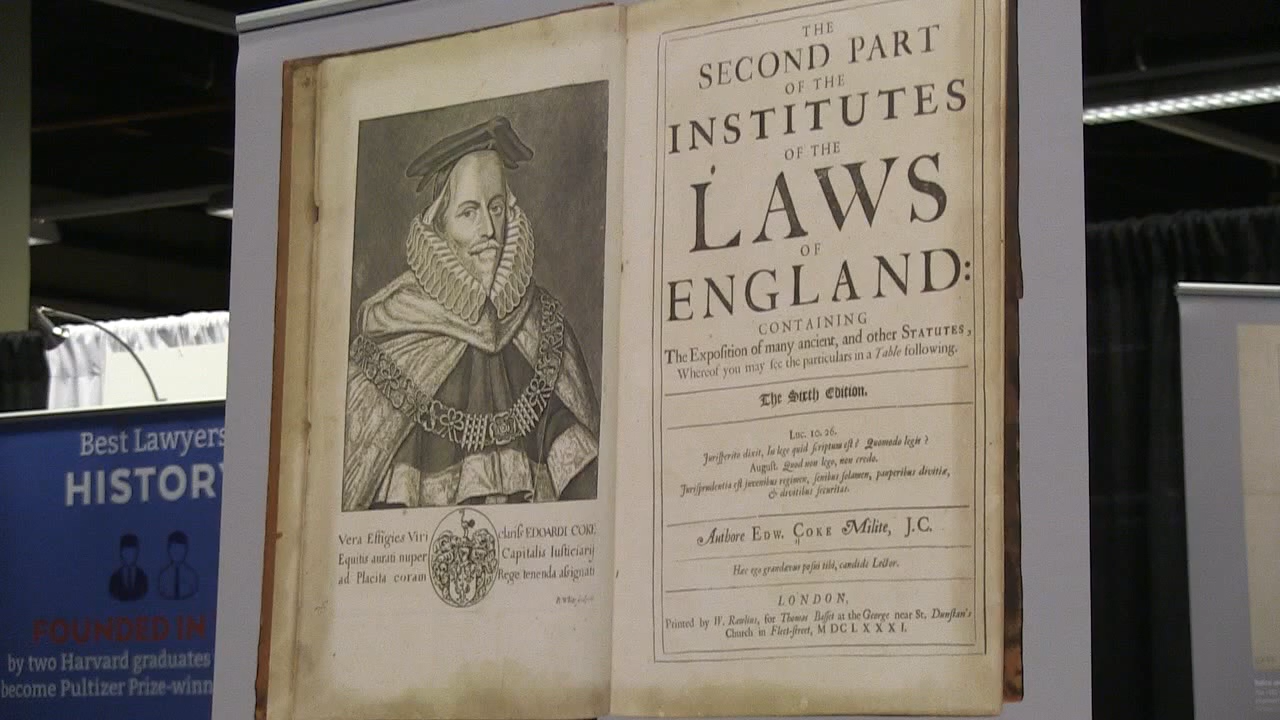 Best Lawyers
HISTORY
FOUNDED IN
by two Harvard graduates
become Pultizer Prize-winn
Vera Effigies Viri clariſs EDOARDI COKE
Equitis aurati nuper Capitalis Iuſticiarij
ad Placita coram Rege tenenda aſsignati
THE
SECOND PART
OF THE
INSTITUTES
OF THE
LAWS
OF
ENGLAND:
CONTAINING
The Expoſition of many ancient, and other STATUTES,
Whereof you may ſee the particulars in a Table following.
The Sixth Edition.
Luc. 10. 26.
Juriſperito dixit, In lege quid ſcriptum eſt? Quomodo legis?
Auguſt. Quod non lego, non credo.
Juriſprudentia eſt juvenibus regimen, ſenibus ſolamen, pauperibus divitiæ,
& divitibus ſecuritas.
Authore EDW. COKE Milite, J.C.
Hæc ego grandævus poſui tibi, candide Lector.
LONDON,
Printed by W. Rawlins, for Thomas Baſſet at the George near St. Dunſtan's
Church in Fleet-ſtreet, MDCLXXXI.